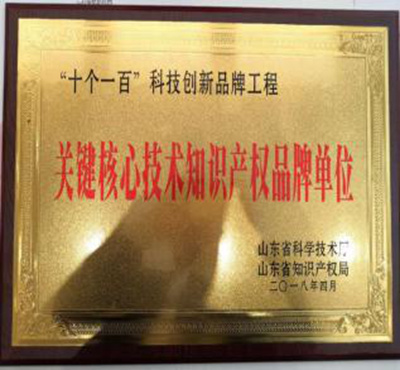 “十个一百”科技创新品牌工程
关键核心技术知识产权品牌单位
山东省科学技术厅
山东省知识产权局
二〇一八年四月